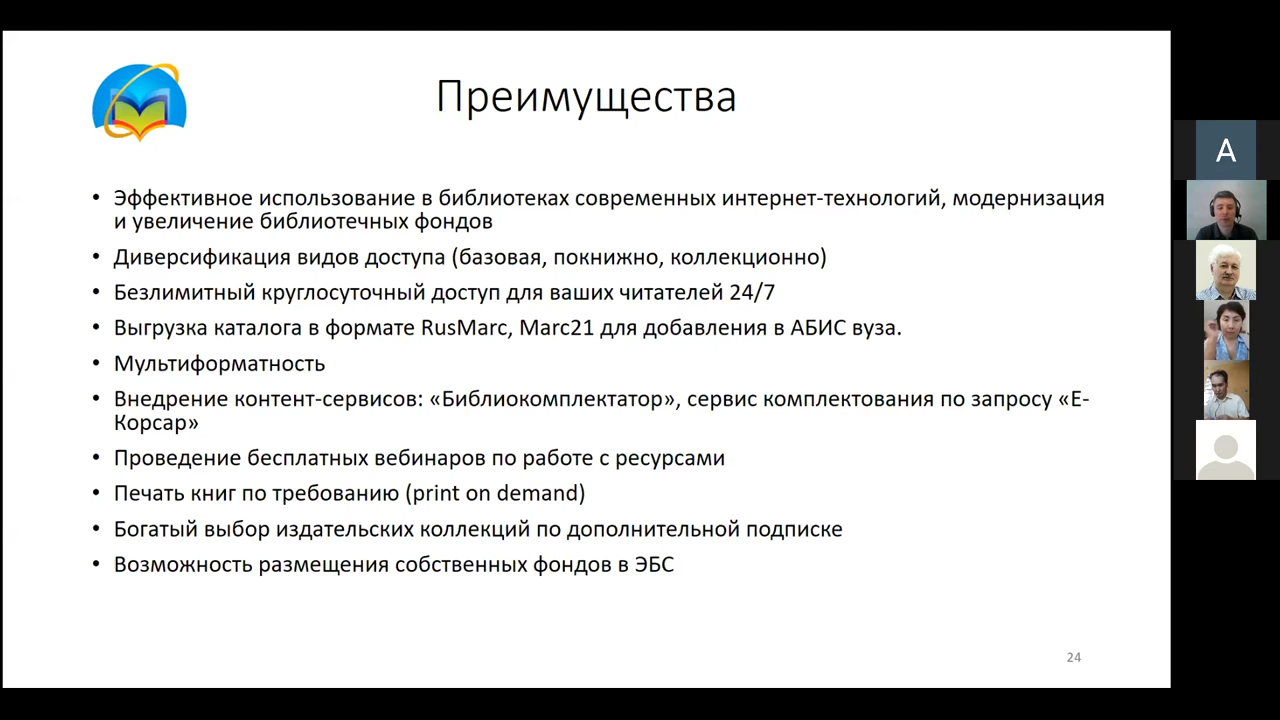 Преимущества
• Эффективное использование в библиотеках современных интернет-технологий, модернизация
и увеличение библиотечных фондов
• Диверсификация видов доступа (базовая, покнижно, коллекционно)
• Безлимитный круглосуточный доступ для ваших читателей 24/7
• Выгрузка каталога в формате RusMarc, Marc21 для добавления в АБИС вуза.
• Мультиформатность
• Внедрение контент-сервисов: «Библиокомплектатор», сервис комплектования по запросу «Е-
Корсар»
• Проведение бесплатных вебинаров по работе с ресурсами
• Печать книг по требованию (print on demand)
• Богатый выбор издательских коллекций по дополнительной подписке
• Возможность размещения собственных фондов в ЭБС
24
A